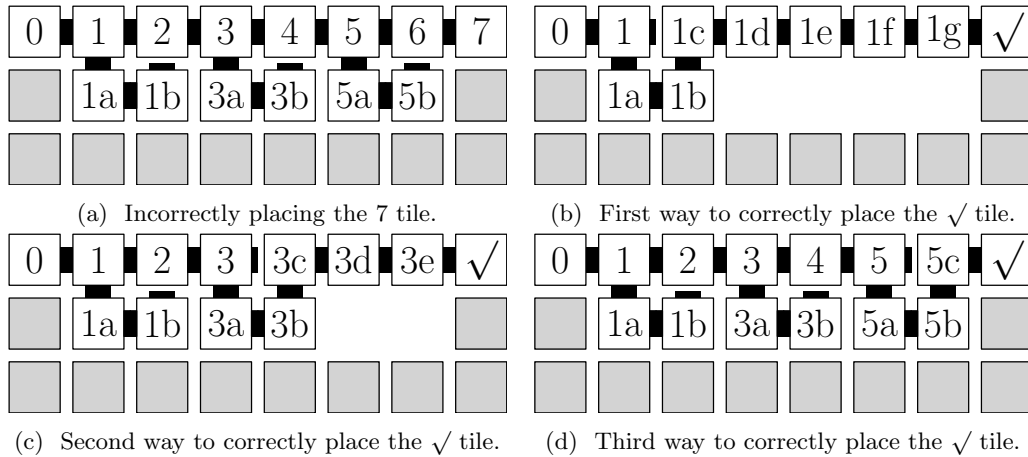 0 1 2 3 4 5 6 7
1a 1b 3a 3b 5a 5b
(a) Incorrectly placing the 7 tile.
0 1 1c 1d 1e 1f 1g √
1a 1b
(b) First way to correctly place the √ tile.
0 1 2 3 3c 3d 3e √
1a 1b 3a 3b
(c) Second way to correctly place the √ tile.
0 1 2 3 4 5 5c √
1a 1b 3a 3b 5a 5b
(d) Third way to correctly place the √ tile.